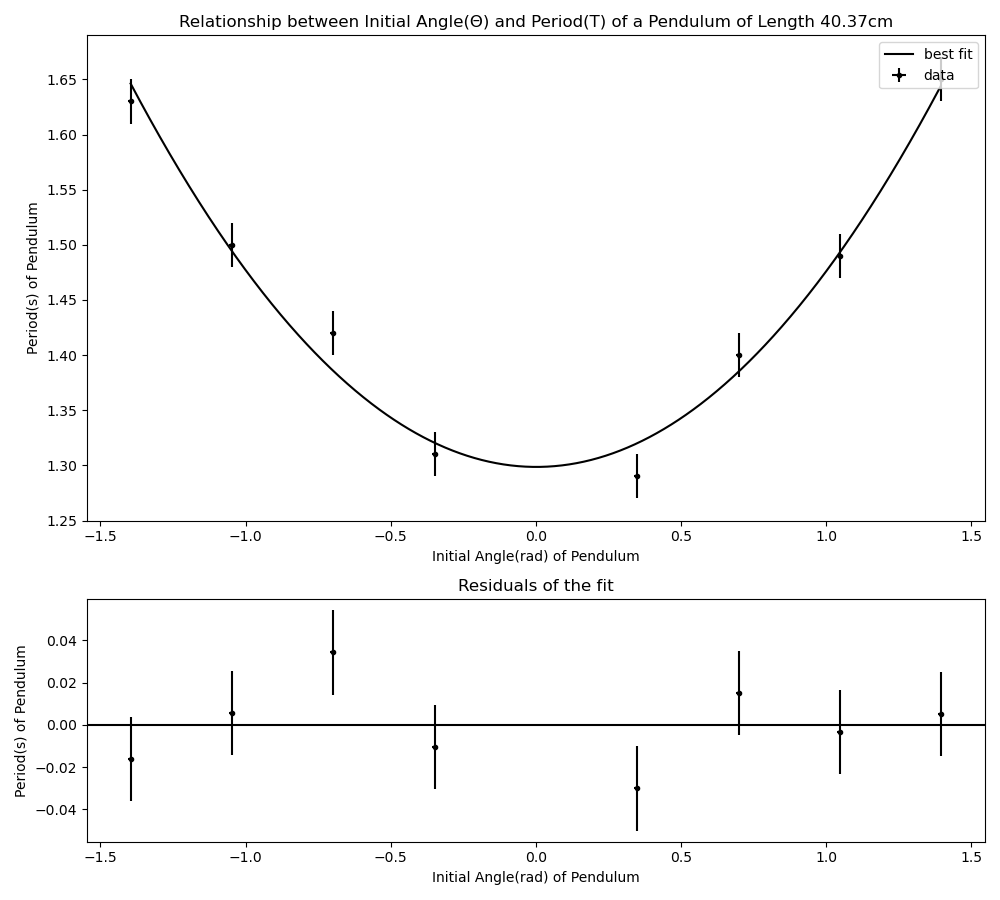 Relationship between Initial Angle(Θ) and Period(T) of a Pendulum of Length 40.37cm
best fit
data
Period(s) of Pendulum
1.65
1.60
1.55
1.50
1.45
1.40
1.35
1.30
1.25
−1.5 −1.0 −0.5 0.0 0.5 1.0 1.5
Initial Angle(rad) of Pendulum
Residuals of the fit
Period(s) of Pendulum
0.04
0.02
0.00
−0.02
−0.04
−1.5 −1.0 −0.5 0.0 0.5 1.0 1.5
Initial Angle(rad) of Pendulum